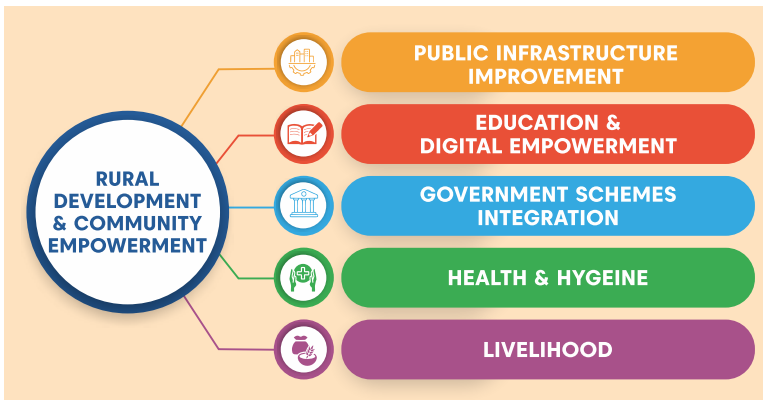 RURAL
DEVELOPMENT
& COMMUNITY
EMPOWERMENT
PUBLIC INFRASTRUCTURE
IMPROVEMENT
EDUCATION &
DIGITAL EMPOWERMENT
GOVERNMENT SCHEMES
INTEGRATION
HEALTH & HYGEINE
LIVELIHOOD